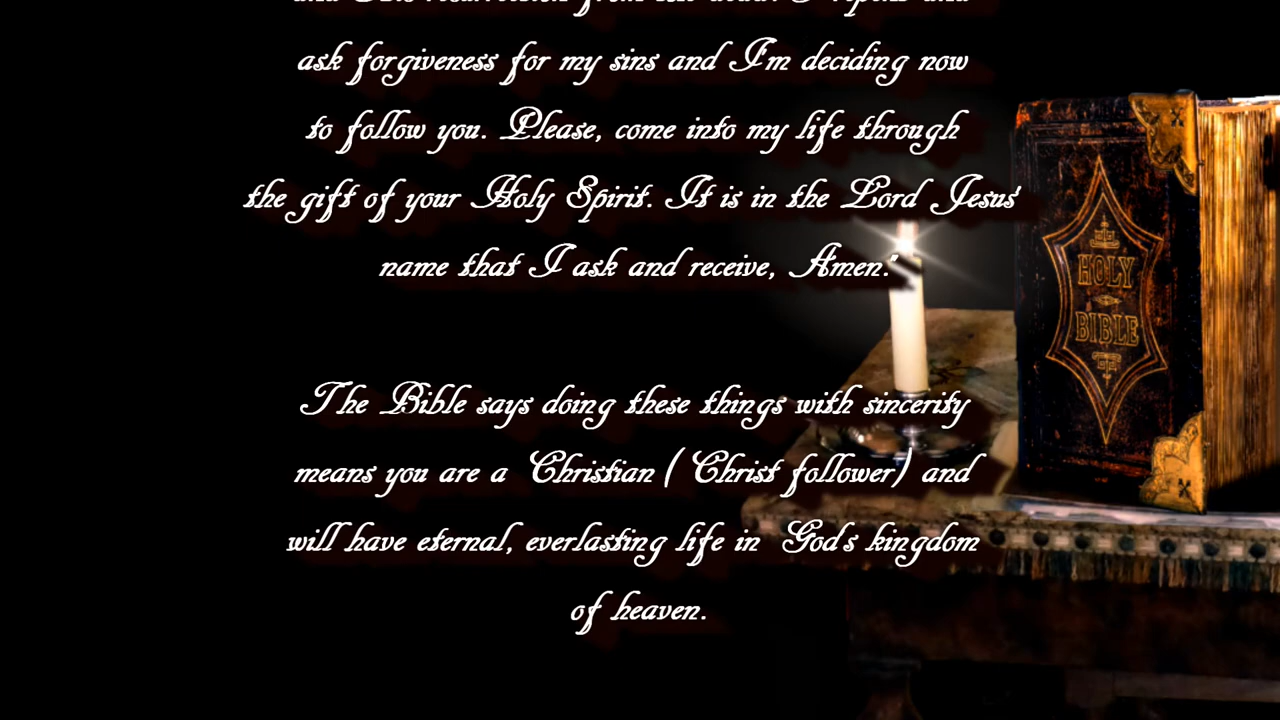 ask forgiveness for my sins and I'm deciding now
to follow you. Please, come into my life through
the gift of your Holy Spirit. It is in the Lord Jesus'
name that I ask and receive, Amen."
The Bible says doing these things with sincerity
means you are a Christian ( Christ follower) and
will have eternal, everlasting life in God's kingdom
of heaven.
HOLY
BIBLE